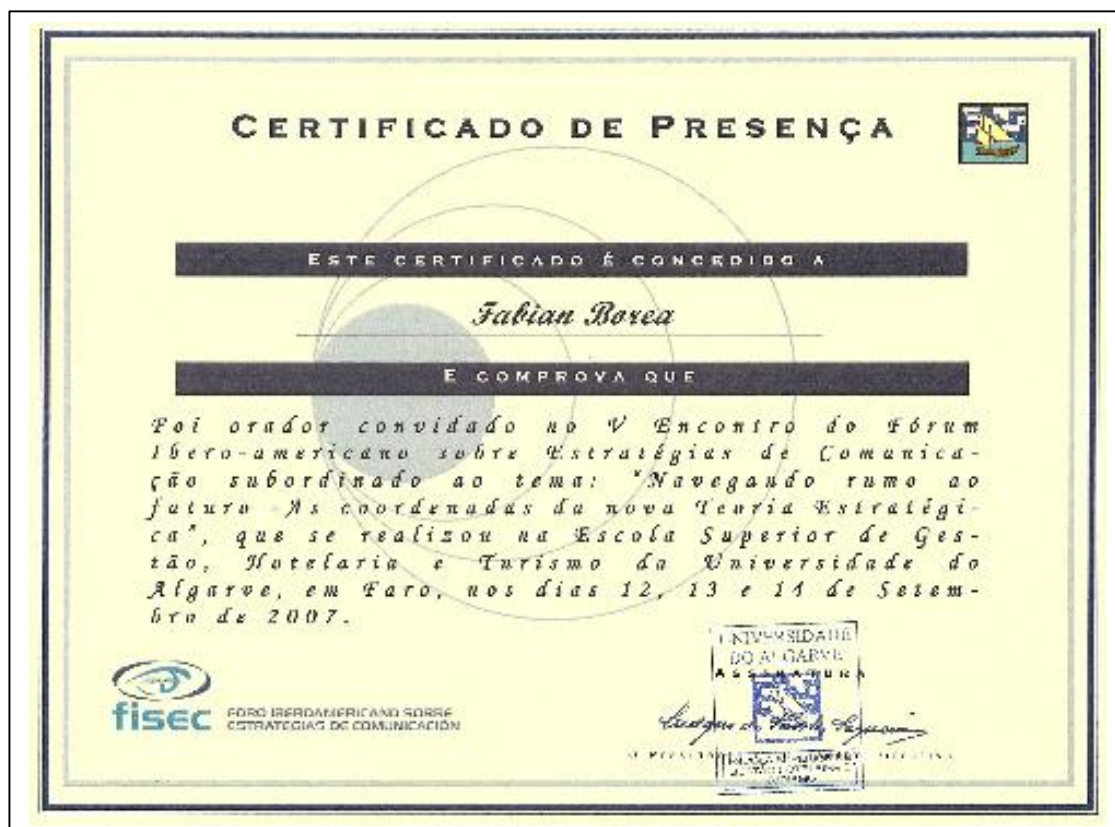 CERTIFICADO DE PRESENÇA
ESTE CERTIFICADO É CONCEDIDO A
Fabian Borea
E COMPROVA QUE
Foi orador convidado no V Encontro do Fórum
Ibero-americano sobre Estratégias de Comunica-
ção subordinado ao tema: "Navegando rumo ao
futuro -As coordenadas da nova Teoria Estratégi-
ca", que se realizou na Escola Superior de Ges-
tão, Hotelaria e Turismo da Universidade do
Algarve, em Faro, nos dias 12, 13 e 14 de Setem-
bro de 2007.
UNIVERSIDADE
DO ALGARVE
ASSINATURA
fisec
FORO IBEROAMERICANO SOBRE
ESTRATEGIAS DE COMUNICACIÓN